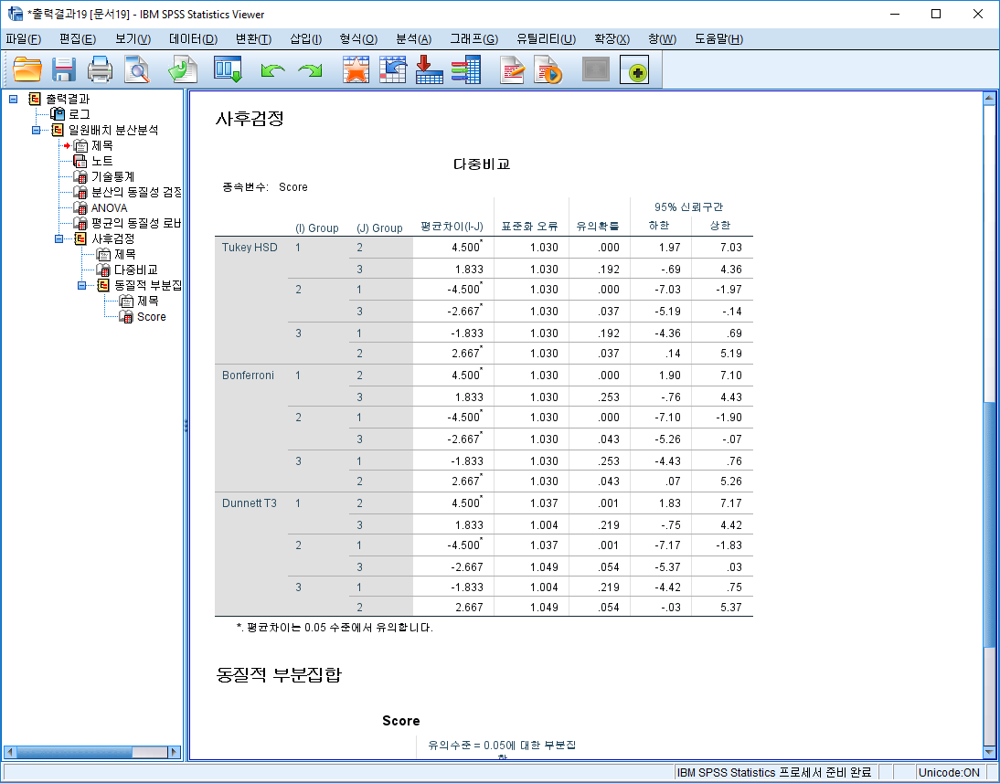 *출력결과19 [문서19] - IBM SPSS Statistics Viewer
파일(F) 편집(E) 보기(V) 데이터(D) 변환(T) 삽입(I) 형식(O) 분석(A) 그래프(G) 유틸리티(U) 확장(X) 창(W) 도움말(H)
출력결과
로그
일원배치 분산분석
제목
노트
기술통계
분산의 동질성 검정
ANOVA
평균의 동질성 로버
사후검정
제목
다중비교
동질적 부분집
제목
Score
사후검정
다중비교
종속변수: Score
95% 신뢰구간
(I) Group (J) Group 평균차이(I-J) 표준화 오류 유의확률 하한 상한
Tukey HSD 1 2 4.500* 1.030 .000 1.97 7.03
3 1.833 1.030 .192 -.69 4.36
2 1 -4.500* 1.030 .000 -7.03 -1.97
3 -2.667* 1.030 .037 -5.19 -.14
3 1 -1.833 1.030 .192 -4.36 .69
2 2.667* 1.030 .037 .14 5.19
Bonferroni 1 2 4.500* 1.030 .000 1.90 7.10
3 1.833 1.030 .253 -.76 4.43
2 1 -4.500* 1.030 .000 -7.10 -1.90
3 -2.667* 1.030 .043 -5.26 -.07
3 1 -1.833 1.030 .253 -4.43 .76
2 2.667* 1.030 .043 .07 5.26
Dunnett T3 1 2 4.500* 1.037 .001 1.83 7.17
3 1.833 1.004 .219 -.75 4.42
2 1 -4.500* 1.037 .001 -7.17 -1.83
3 -2.667 1.049 .054 -5.37 .03
3 1 -1.833 1.004 .219 -4.42 .75
2 2.667 1.049 .054 -.03 5.37
*. 평균차이는 0.05 수준에서 유의합니다.
동질적 부분집합
Score
유의수준 = 0.05에 대한 부분집
IBM SPSS Statistics 프로세서 준비 완료 Unicode:ON